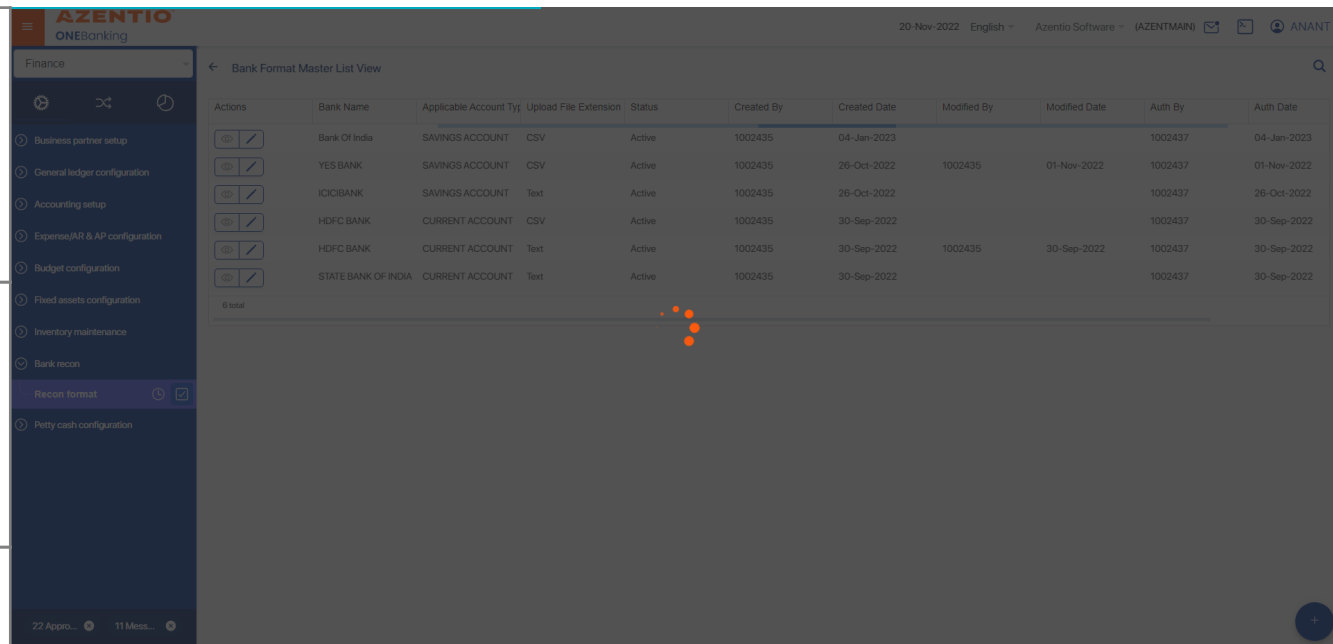 AZENTIO
ONEBanking
20-Nov-2022 English Azentio Software (AZENTMAIN) ANANT
Finance
Bank Format Master List View
Actions Bank Name Applicable Account Typ Upload File Extension Status Created By Created Date Modified By Modified Date Auth By Auth Date
Bank Of India SAVINGS ACCOUNT CSV Active 1002435 04-Jan-2023 1002437 04-Jan-2023
YES BANK SAVINGS ACCOUNT CSV Active 1002435 26-Oct-2022 1002435 01-Nov-2022 1002437 01-Nov-2022
ICICIBANK SAVINGS ACCOUNT Text Active 1002435 26-Oct-2022 1002437 26-Oct-2022
HDFC BANK CURRENT ACCOUNT CSV Active 1002435 30-Sep-2022 1002437 30-Sep-2022
HDFC BANK CURRENT ACCOUNT Text Active 1002435 30-Sep-2022 1002435 30-Sep-2022 1002437 30-Sep-2022
STATE BANK OF INDIA CURRENT ACCOUNT Text Active 1002435 30-Sep-2022 1002437 30-Sep-2022
6 total
Business partner setup
General ledger configuration
Accounting setup
Expense/AR & AP configuration
Budget configuration
Fixed assets configuration
Inventory maintenance
Bank recon
Recon format
Petty cash configuration
22 Appro... 11 Mess...